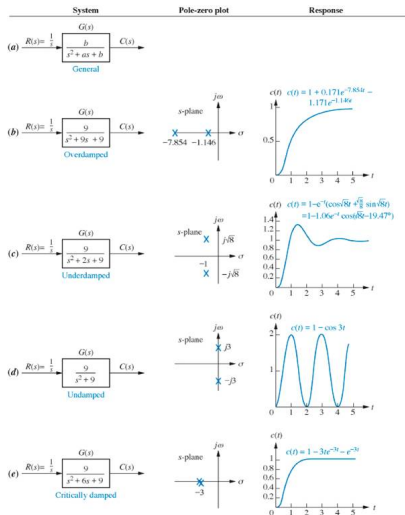 System Pole-zero plot Response
G(s)
(a) R(s)= 1/s b/(s² + as + b) C(s)
General
G(s)
(b) R(s)= 1/s 9/(s² + 9s + 9) C(s)
Overdamped
jω
s-plane
σ
−7.854 −1.146
c(t) c(t) = 1 + 0.171e^−7.854t −
1.171e^−1.146t
1
0.5
0 1 2 3 4 5 t
G(s)
(c) R(s)= 1/s 9/(s² + 2s + 9) C(s)
Underdamped
jω
s-plane
j√8
σ
−1
−j√8
c(t) c(t) = 1−e^−t(cos√8t + √8/8 sin√8t)
=1−1.06e^−t cos(√8t−19.47°)
1.4
1.2
1
0.8
0.6
0.4
0.2
0 1 2 3 4 5 t
G(s)
(d) R(s)= 1/s 9/(s² + 9) C(s)
Undamped
jω
s-plane
j3
σ
−j3
c(t)
c(t) = 1 − cos 3t
2
1
0 1 2 3 4 5 t
G(s)
(e) R(s)= 1/s 9/(s² + 6s + 9) C(s)
Critically damped
jω
s-plane
σ
−3
c(t)
c(t) = 1 − 3te^−3t − e^−3t
1
0.8
0.6
0.4
0.2
0 1 2 3 4 5 t